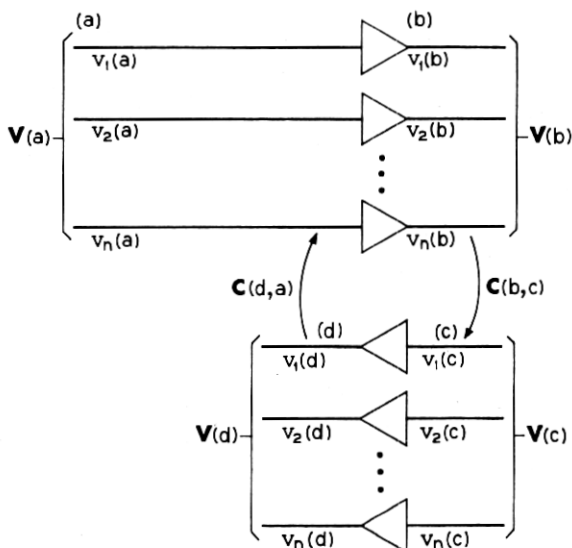 (a) (b)
v₁(a) v₁(b)
V(a) v₂(a) v₂(b) V(b)
vₙ(a) vₙ(b)
C(d,a) C(b,c)
(d) (c)
v₁(d) v₁(c)
V(d) v₂(d) v₂(c) V(c)
vₙ(d) vₙ(c)